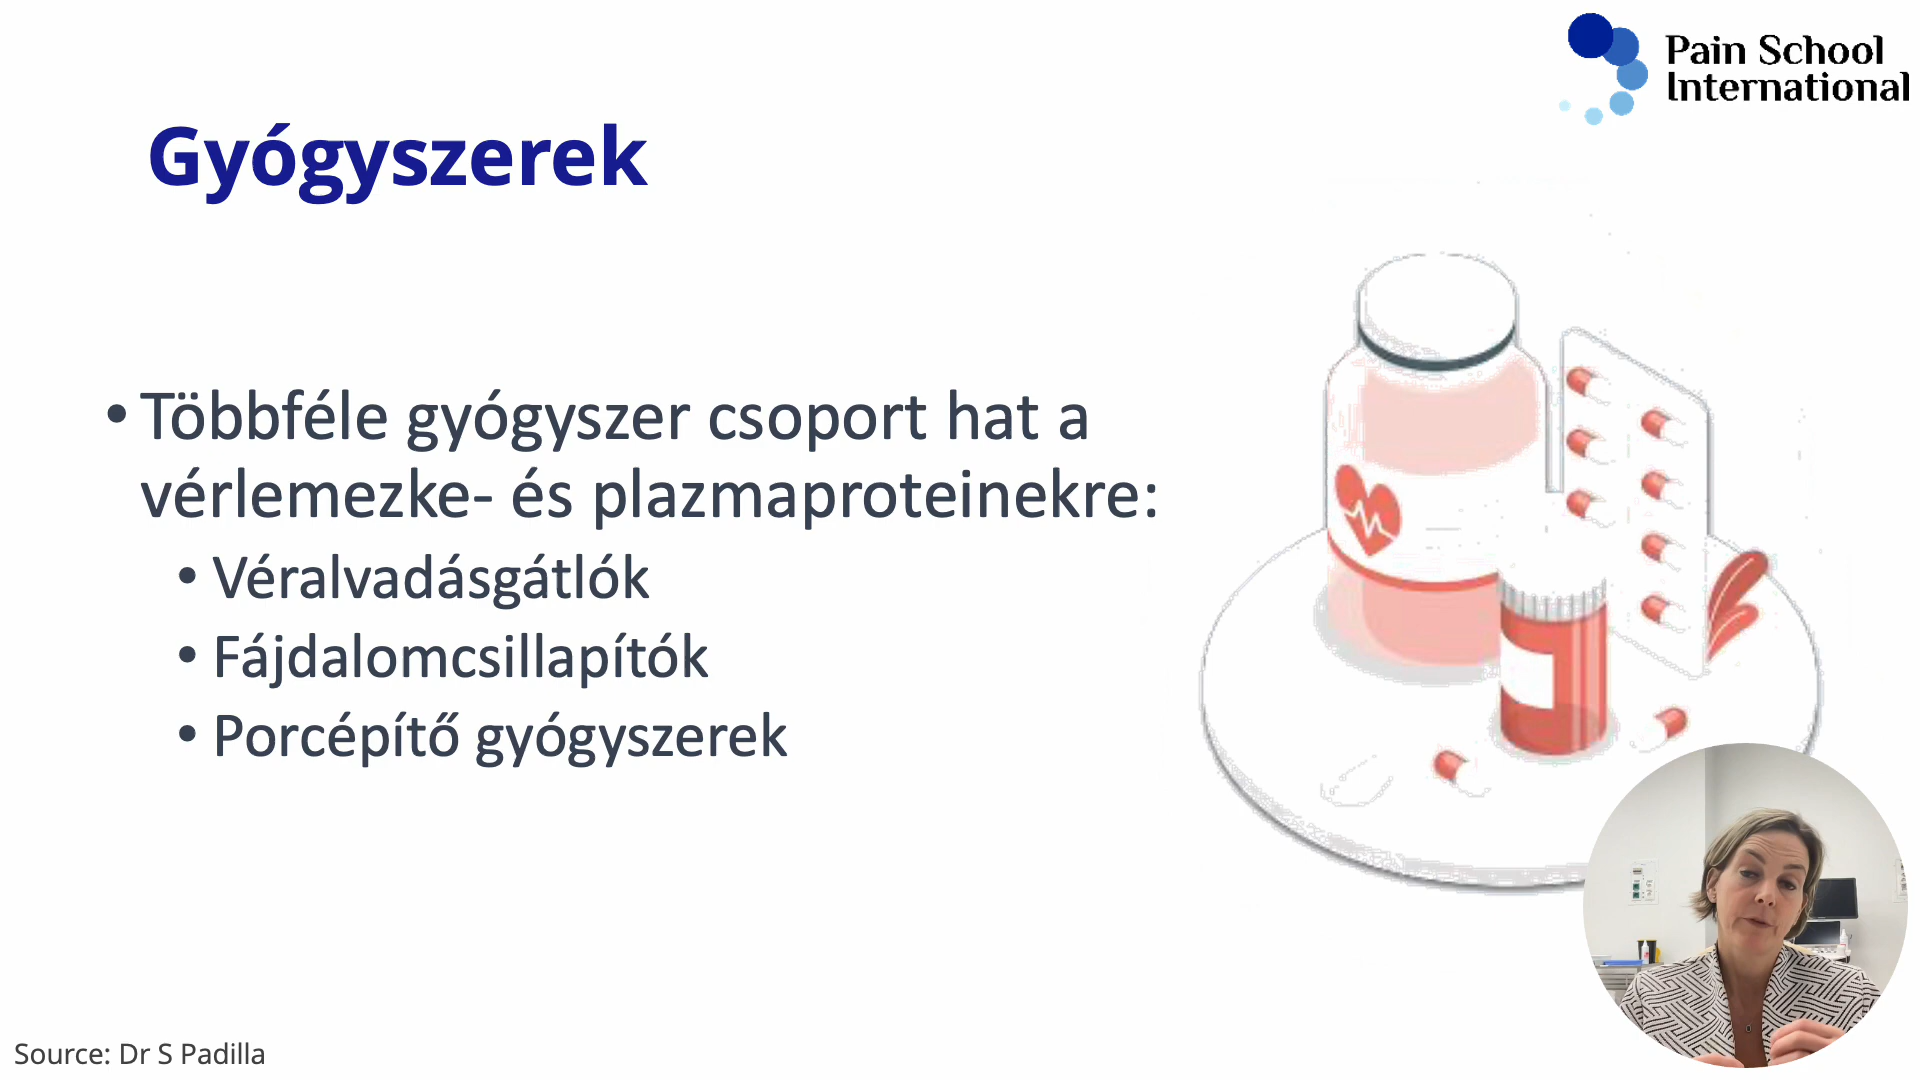 Pain School
International
Gyógyszerek
• Többféle gyógyszer csoport hat a
vérlemezke- és plazmaproteinekre:
• Véralvadásgátlók
• Fájdalomcsillapítók
• Porcépítő gyógyszerek
Source: Dr S Padilla